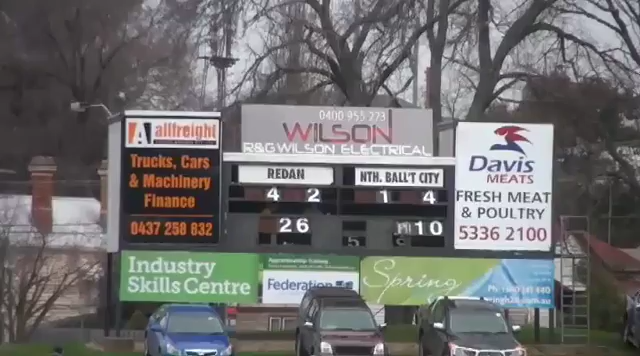 0400 955 273
WILSON
R&G WILSON ELECTRICAL
allfreight
Trucks, Cars
& Machinery
Finance
0437 258 832
REDAN
NTH. BALL'T CITY
4 2
1 4
26
10
Davis
MEATS
FRESH MEAT
& POULTRY
5336 2100
Industry
Skills Centre
Federation
Spring